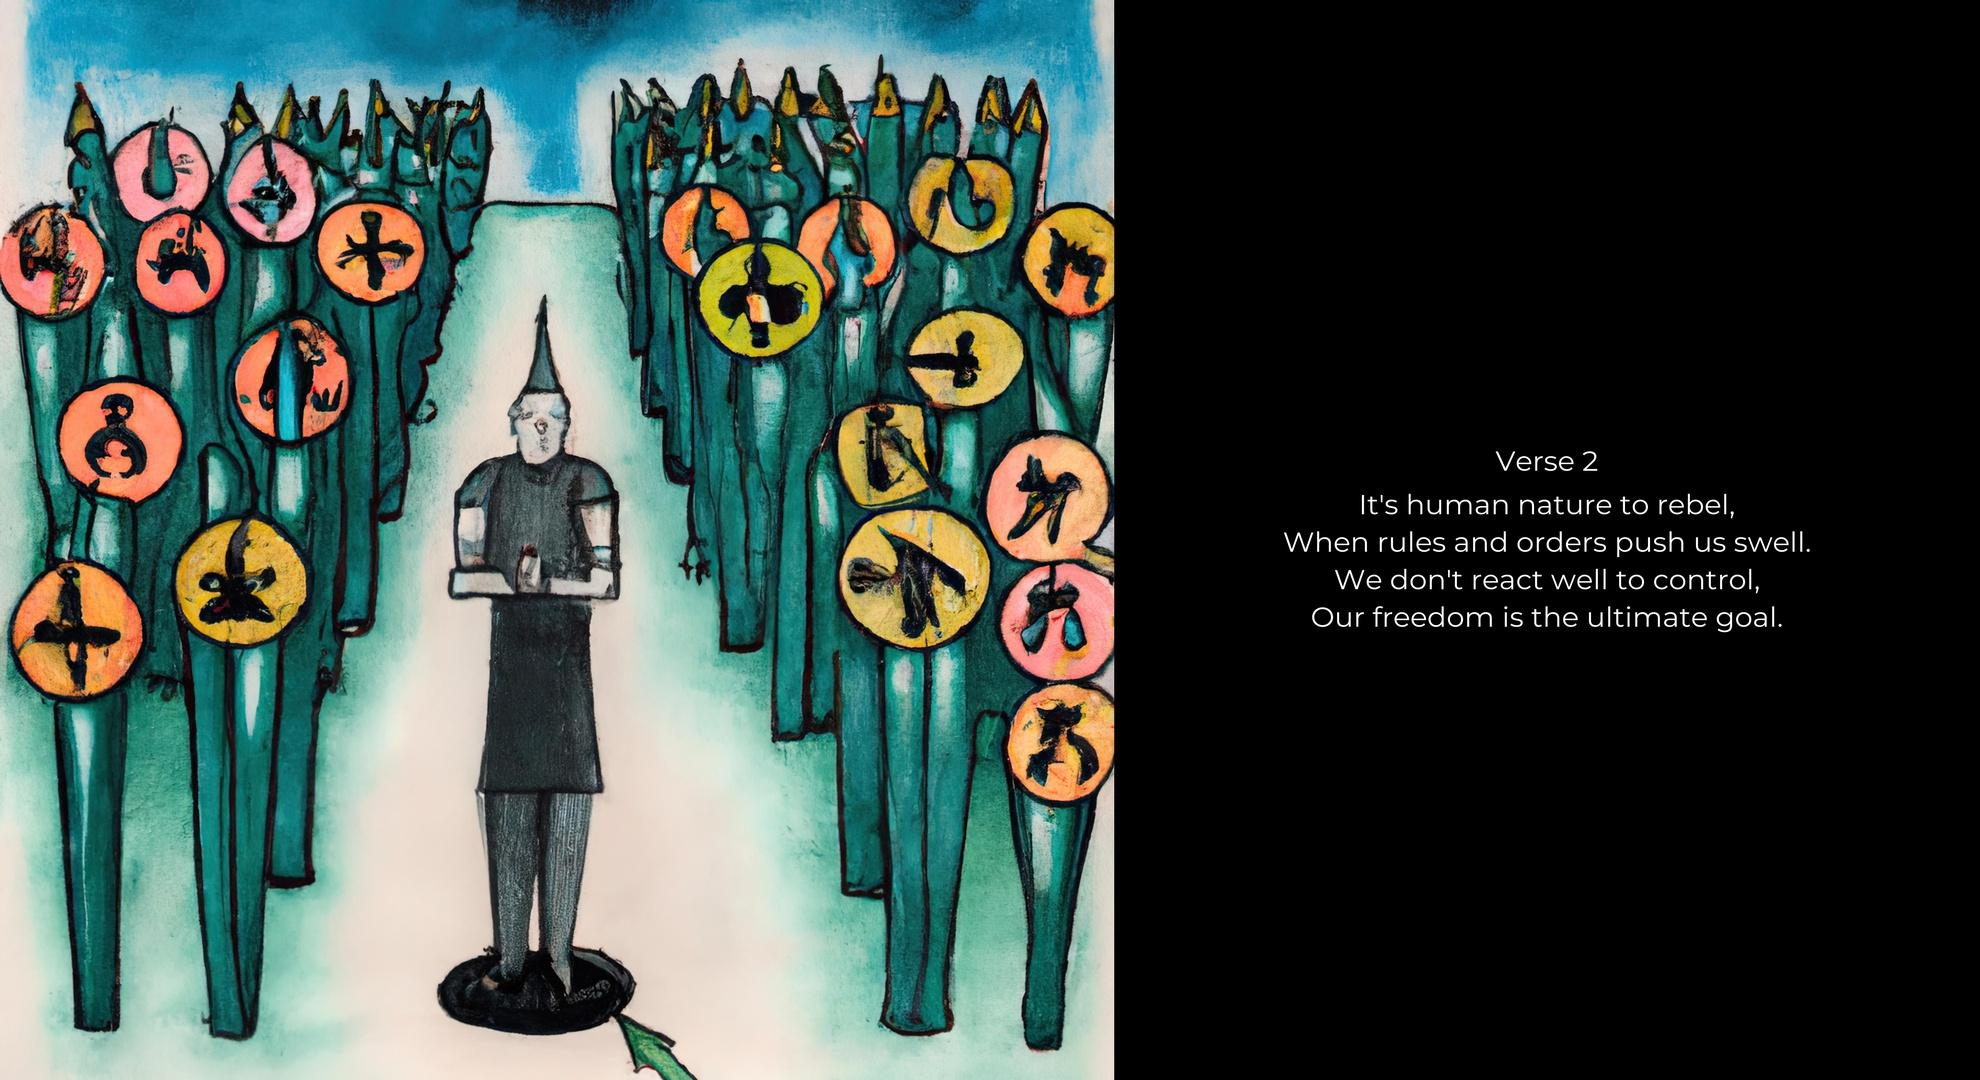 Verse 2
It's human nature to rebel,
When rules and orders push us swell.
We don't react well to control,
Our freedom is the ultimate goal.